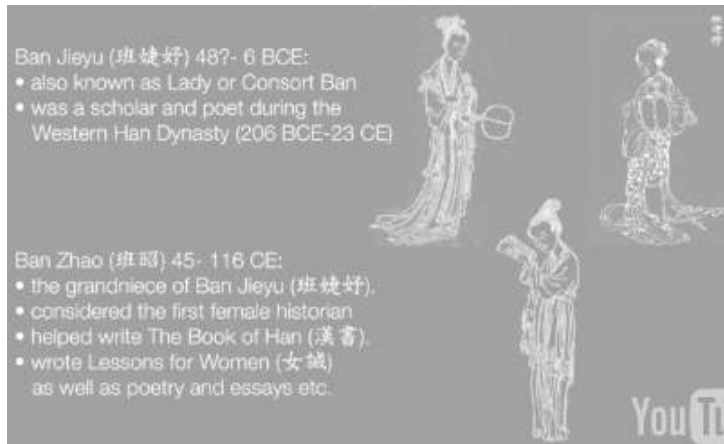 Ban Jieyu (班婕妤) 48?- 6 BCE:
• also known as Lady or Consort Ban
• was a scholar and poet during the
Western Han Dynasty (206 BCE-23 CE)
Ban Zhao (班昭) 45- 116 CE:
• the grandniece of Ban Jieyu (班婕妤).
• considered the first female historian
• helped write The Book of Han (漢書).
• wrote Lessons for Women (女誡)
as well as poetry and essays etc.
You Tu